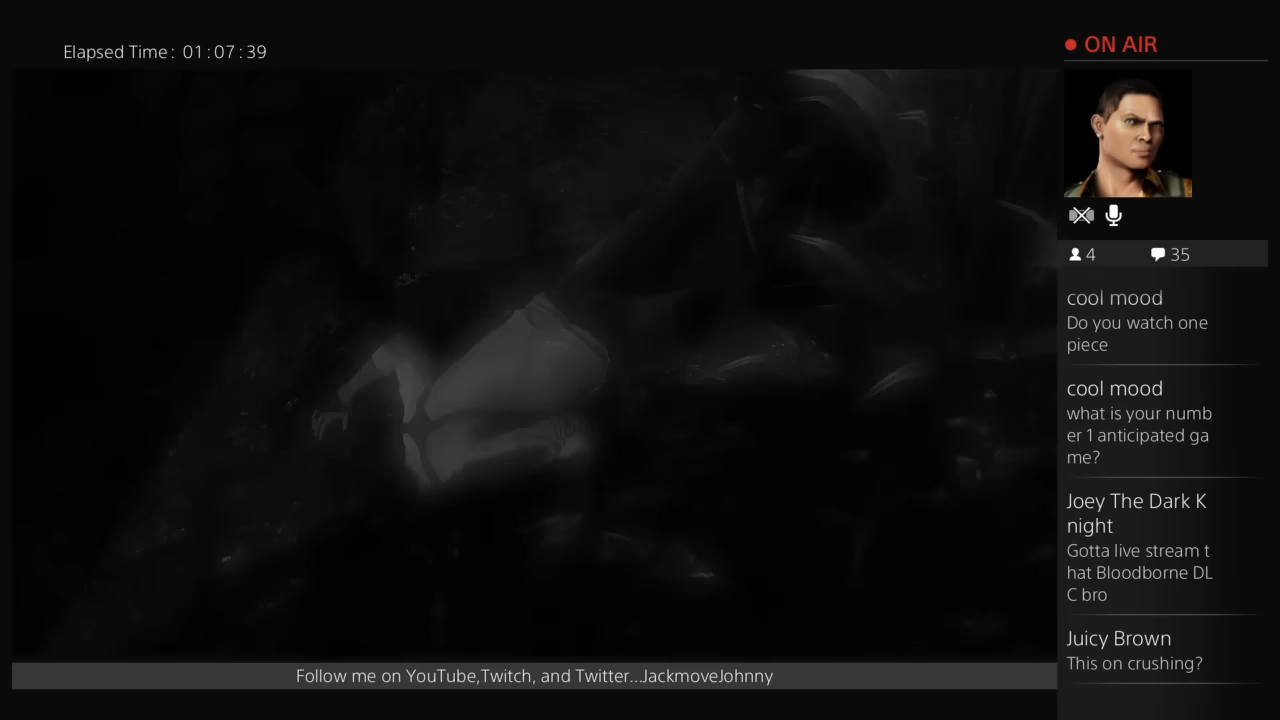 Elapsed Time: 01:07:39
ON AIR
4 35
cool mood
Do you watch one
piece
cool mood
what is your numb
er 1 anticipated ga
me?
Joey The Dark K
night
Gotta live stream t
hat Bloodborne DL
C bro
Juicy Brown
This on crushing?
Follow me on YouTube,Twitch, and Twitter...JackmoveJohnny